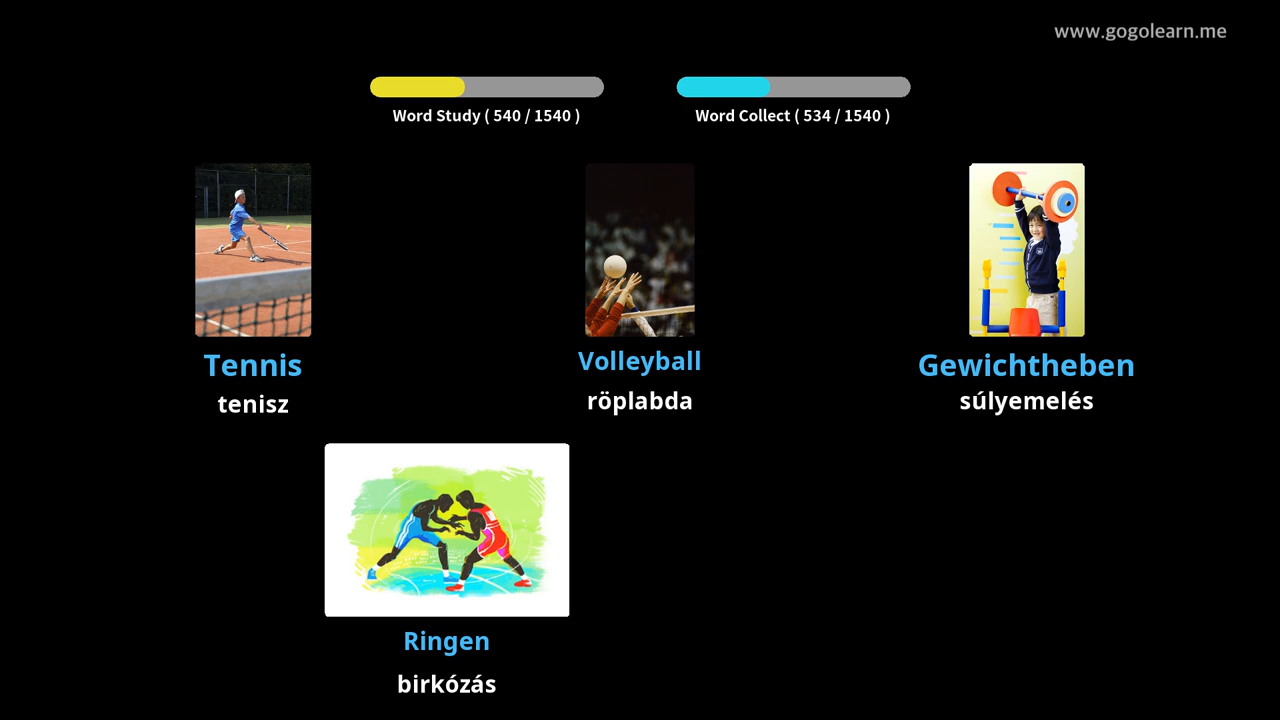 www.gogolearn.me
Word Study ( 540 / 1540 )
Word Collect ( 534 / 1540 )
Tennis
tenisz
Volleyball
röplabda
Gewichtheben
súlyemelés
Ringen
birkózás